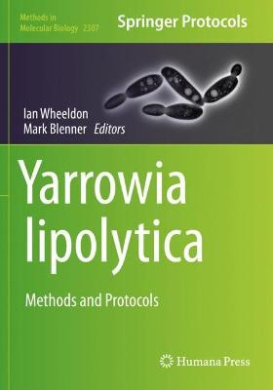 Methods in
Molecular Biology 2307
Springer Protocols
Ian Wheeldon
Mark Blenner Editors
Yarrowia
lipolytica
Methods and Protocols
Humana Press